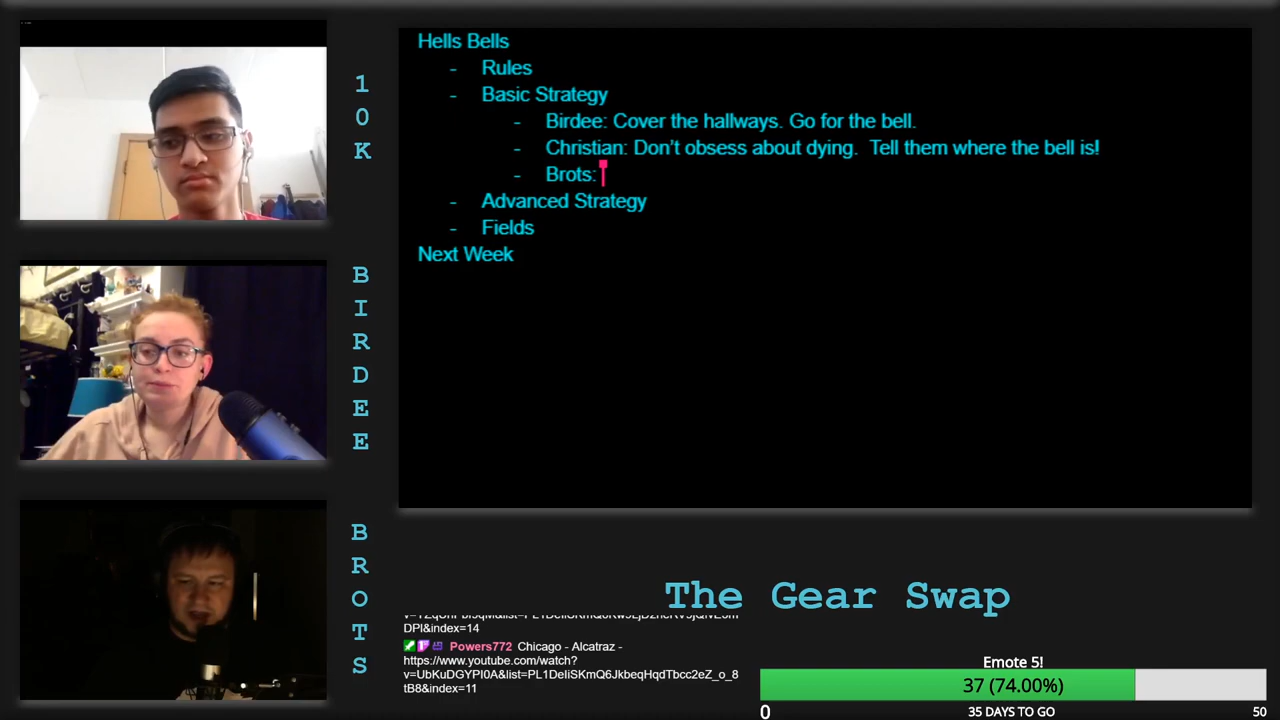 Hells Bells
- Rules
- Basic Strategy
- Birdee: Cover the hallways. Go for the bell.
- Christian: Don't obsess about dying.  Tell them where the bell is!
- Brots:
- Advanced Strategy
- Fields
Next Week
1
0
K
B
I
R
D
E
E
B
R
O
T
S
The Gear Swap
DPI&index=14
Powers772 Chicago - Alcatraz -
https://www.youtube.com/watch?
v=UbKuDGYPI0A&list=PL1DeIiSKmQ6JkbeqHqdTbcc2eZ_o_8
tB8&index=11
Emote 5!
37 (74.00%)
0
35 DAYS TO GO
50